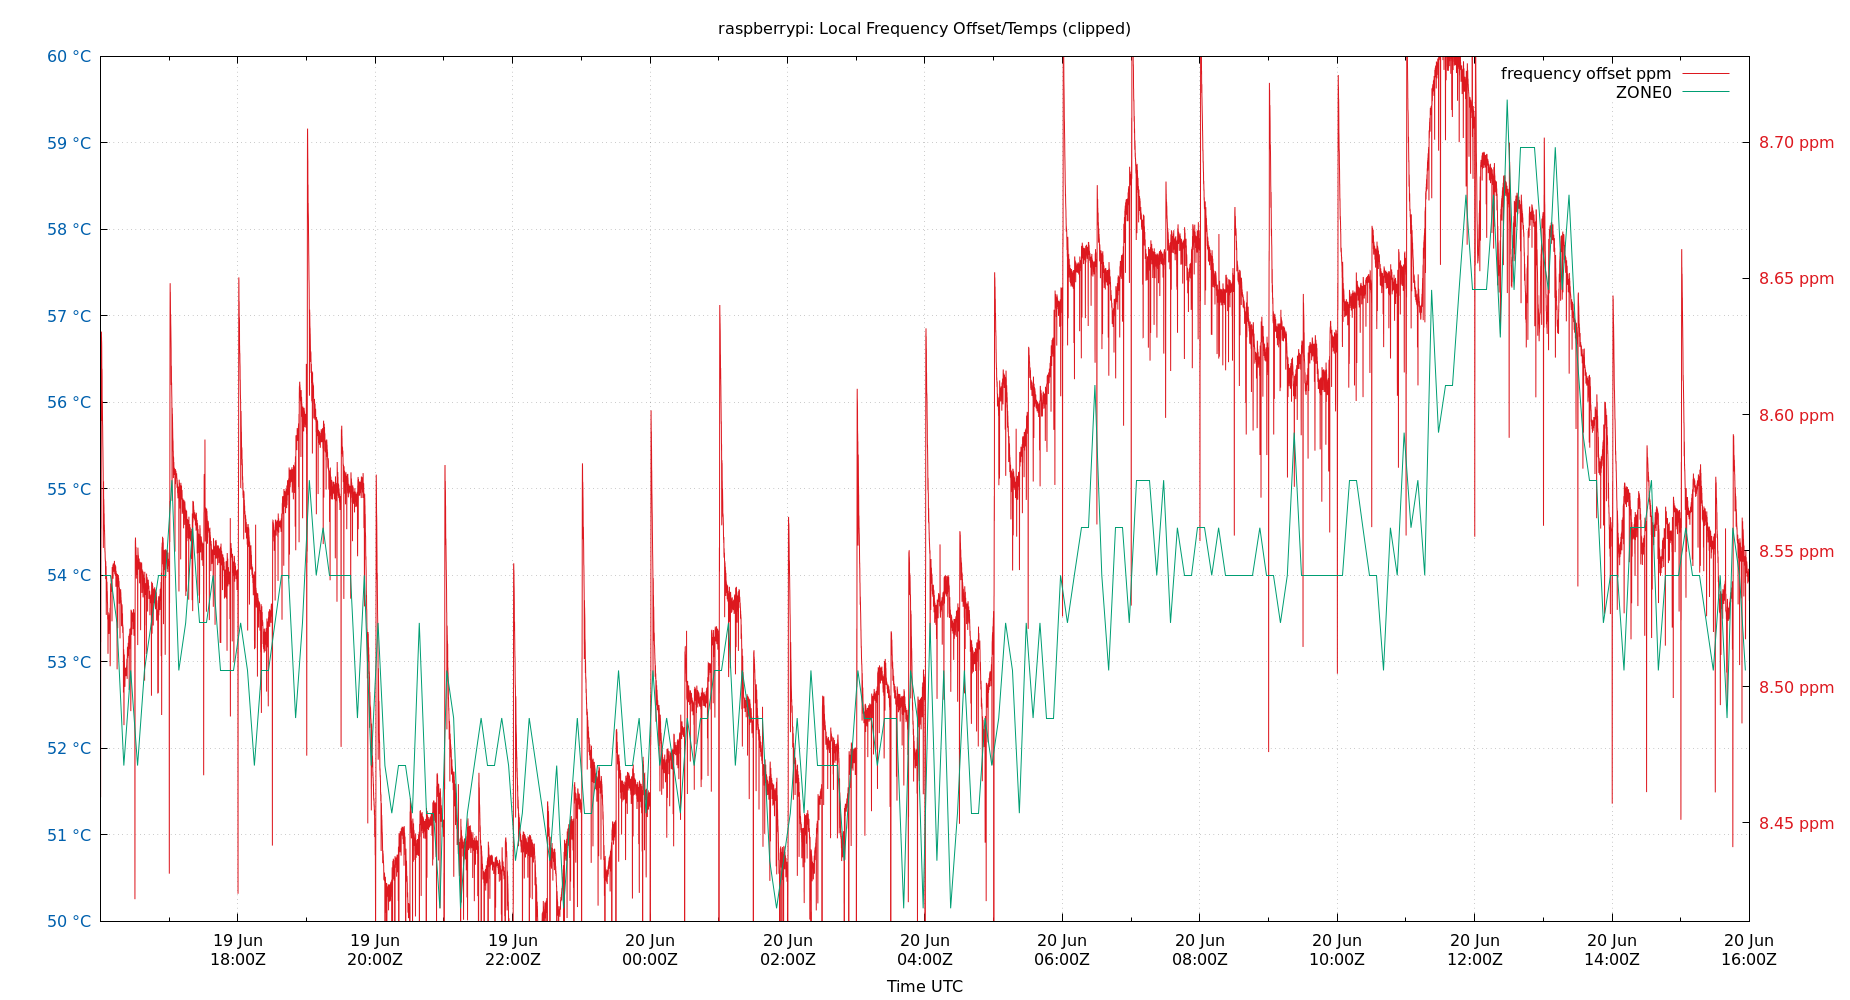 raspberrypi: Local Frequency Offset/Temps (clipped)
frequency offset ppm
ZONE0
60 °C
59 °C
58 °C
57 °C
56 °C
55 °C
54 °C
53 °C
52 °C
51 °C
50 °C
8.70 ppm
8.65 ppm
8.60 ppm
8.55 ppm
8.50 ppm
8.45 ppm
19 Jun 19 Jun 19 Jun 20 Jun 20 Jun 20 Jun 20 Jun 20 Jun 20 Jun 20 Jun 20 Jun 20 Jun
18:00Z 20:00Z 22:00Z 00:00Z 02:00Z 04:00Z 06:00Z 08:00Z 10:00Z 12:00Z 14:00Z 16:00Z
Time UTC